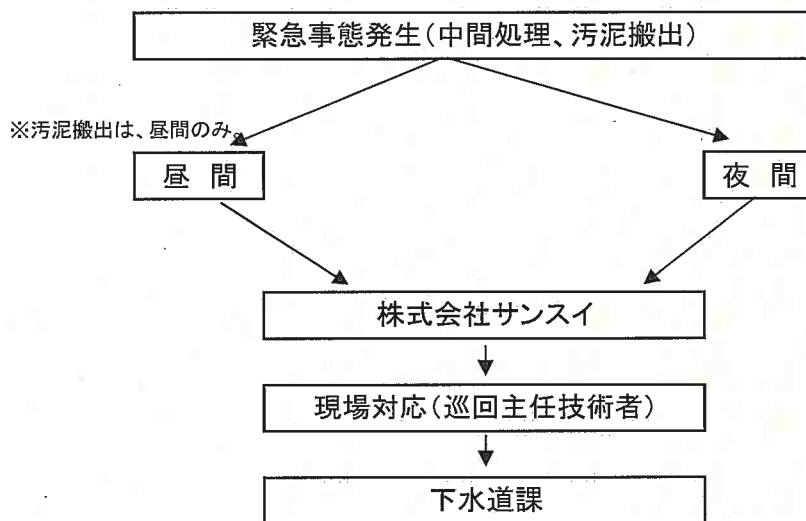 緊急事態発生(中間処理、汚泥搬出)
※汚泥搬出は、昼間のみ。
昼 間
夜 間
株式会社サンスイ
現場対応(巡回主任技術者)
下水道課